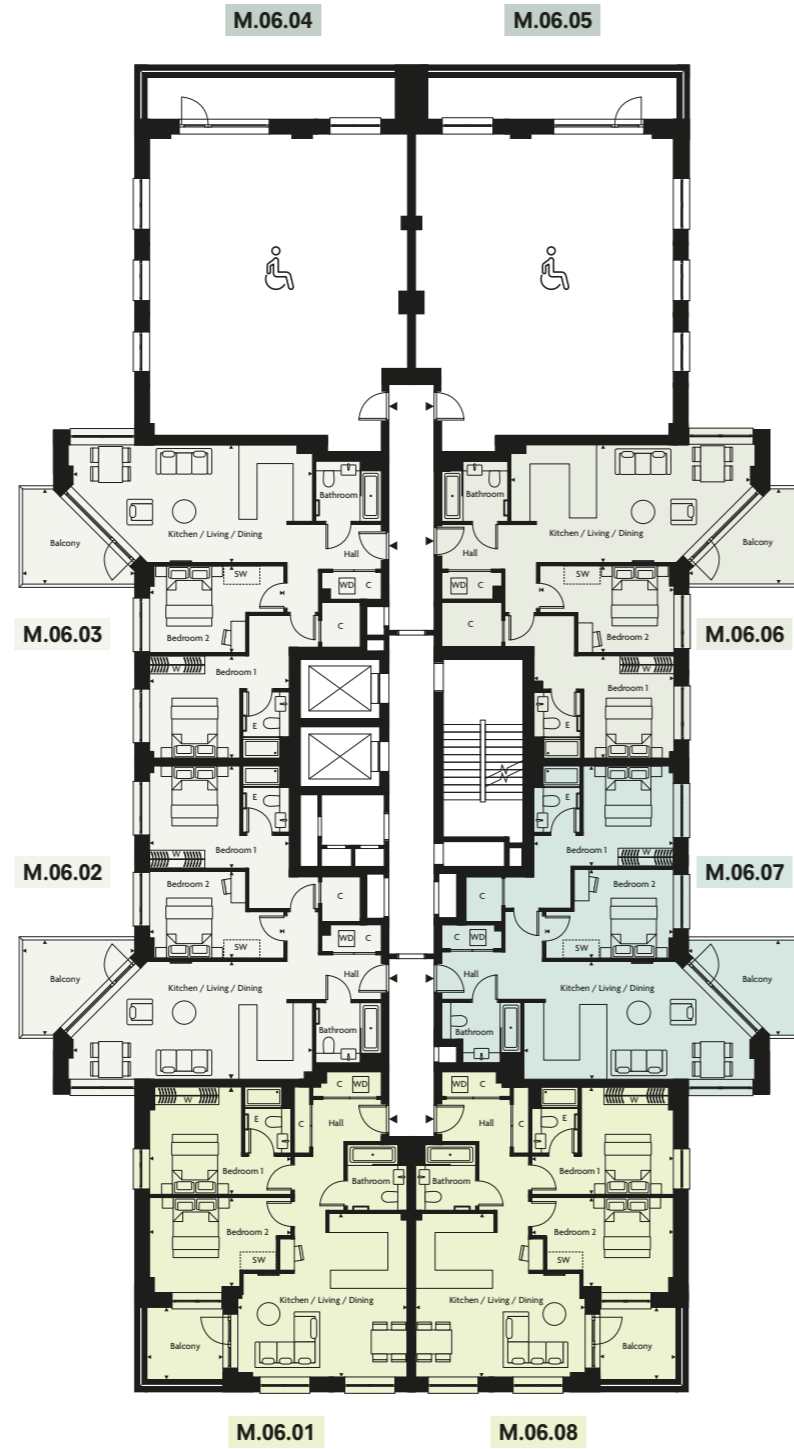 M.06.04
M.06.05
Bathroom
Bathroom
Kitchen / Living / Dining
Kitchen / Living / Dining
Balcony
Hall
Hall
Balcony
SW
WD
C
WD
C
SW
M.06.03
Bedroom 2
C
C
Bedroom 2
M.06.06
W
Bedroom 1
W
Bedroom 1
E
E
E
E
W
Bedroom 1
Bedroom 1
W
M.06.02
Bedroom 2
C
C
Bedroom 2
M.06.07
SW
WD
C
C
WD
SW
Balcony
Hall
Hall
Balcony
Kitchen / Living / Dining
Kitchen / Living / Dining
Bathroom
Bathroom
W
C
WD
WD
C
W
E
C
Hall
Hall
C
E
Bedroom 1
Bathroom
Bathroom
Bedroom 1
Bedroom 2
Bedroom 2
SW
SW
Kitchen / Living / Dining
Kitchen / Living / Dining
Balcony
Balcony
M.06.01
M.06.08